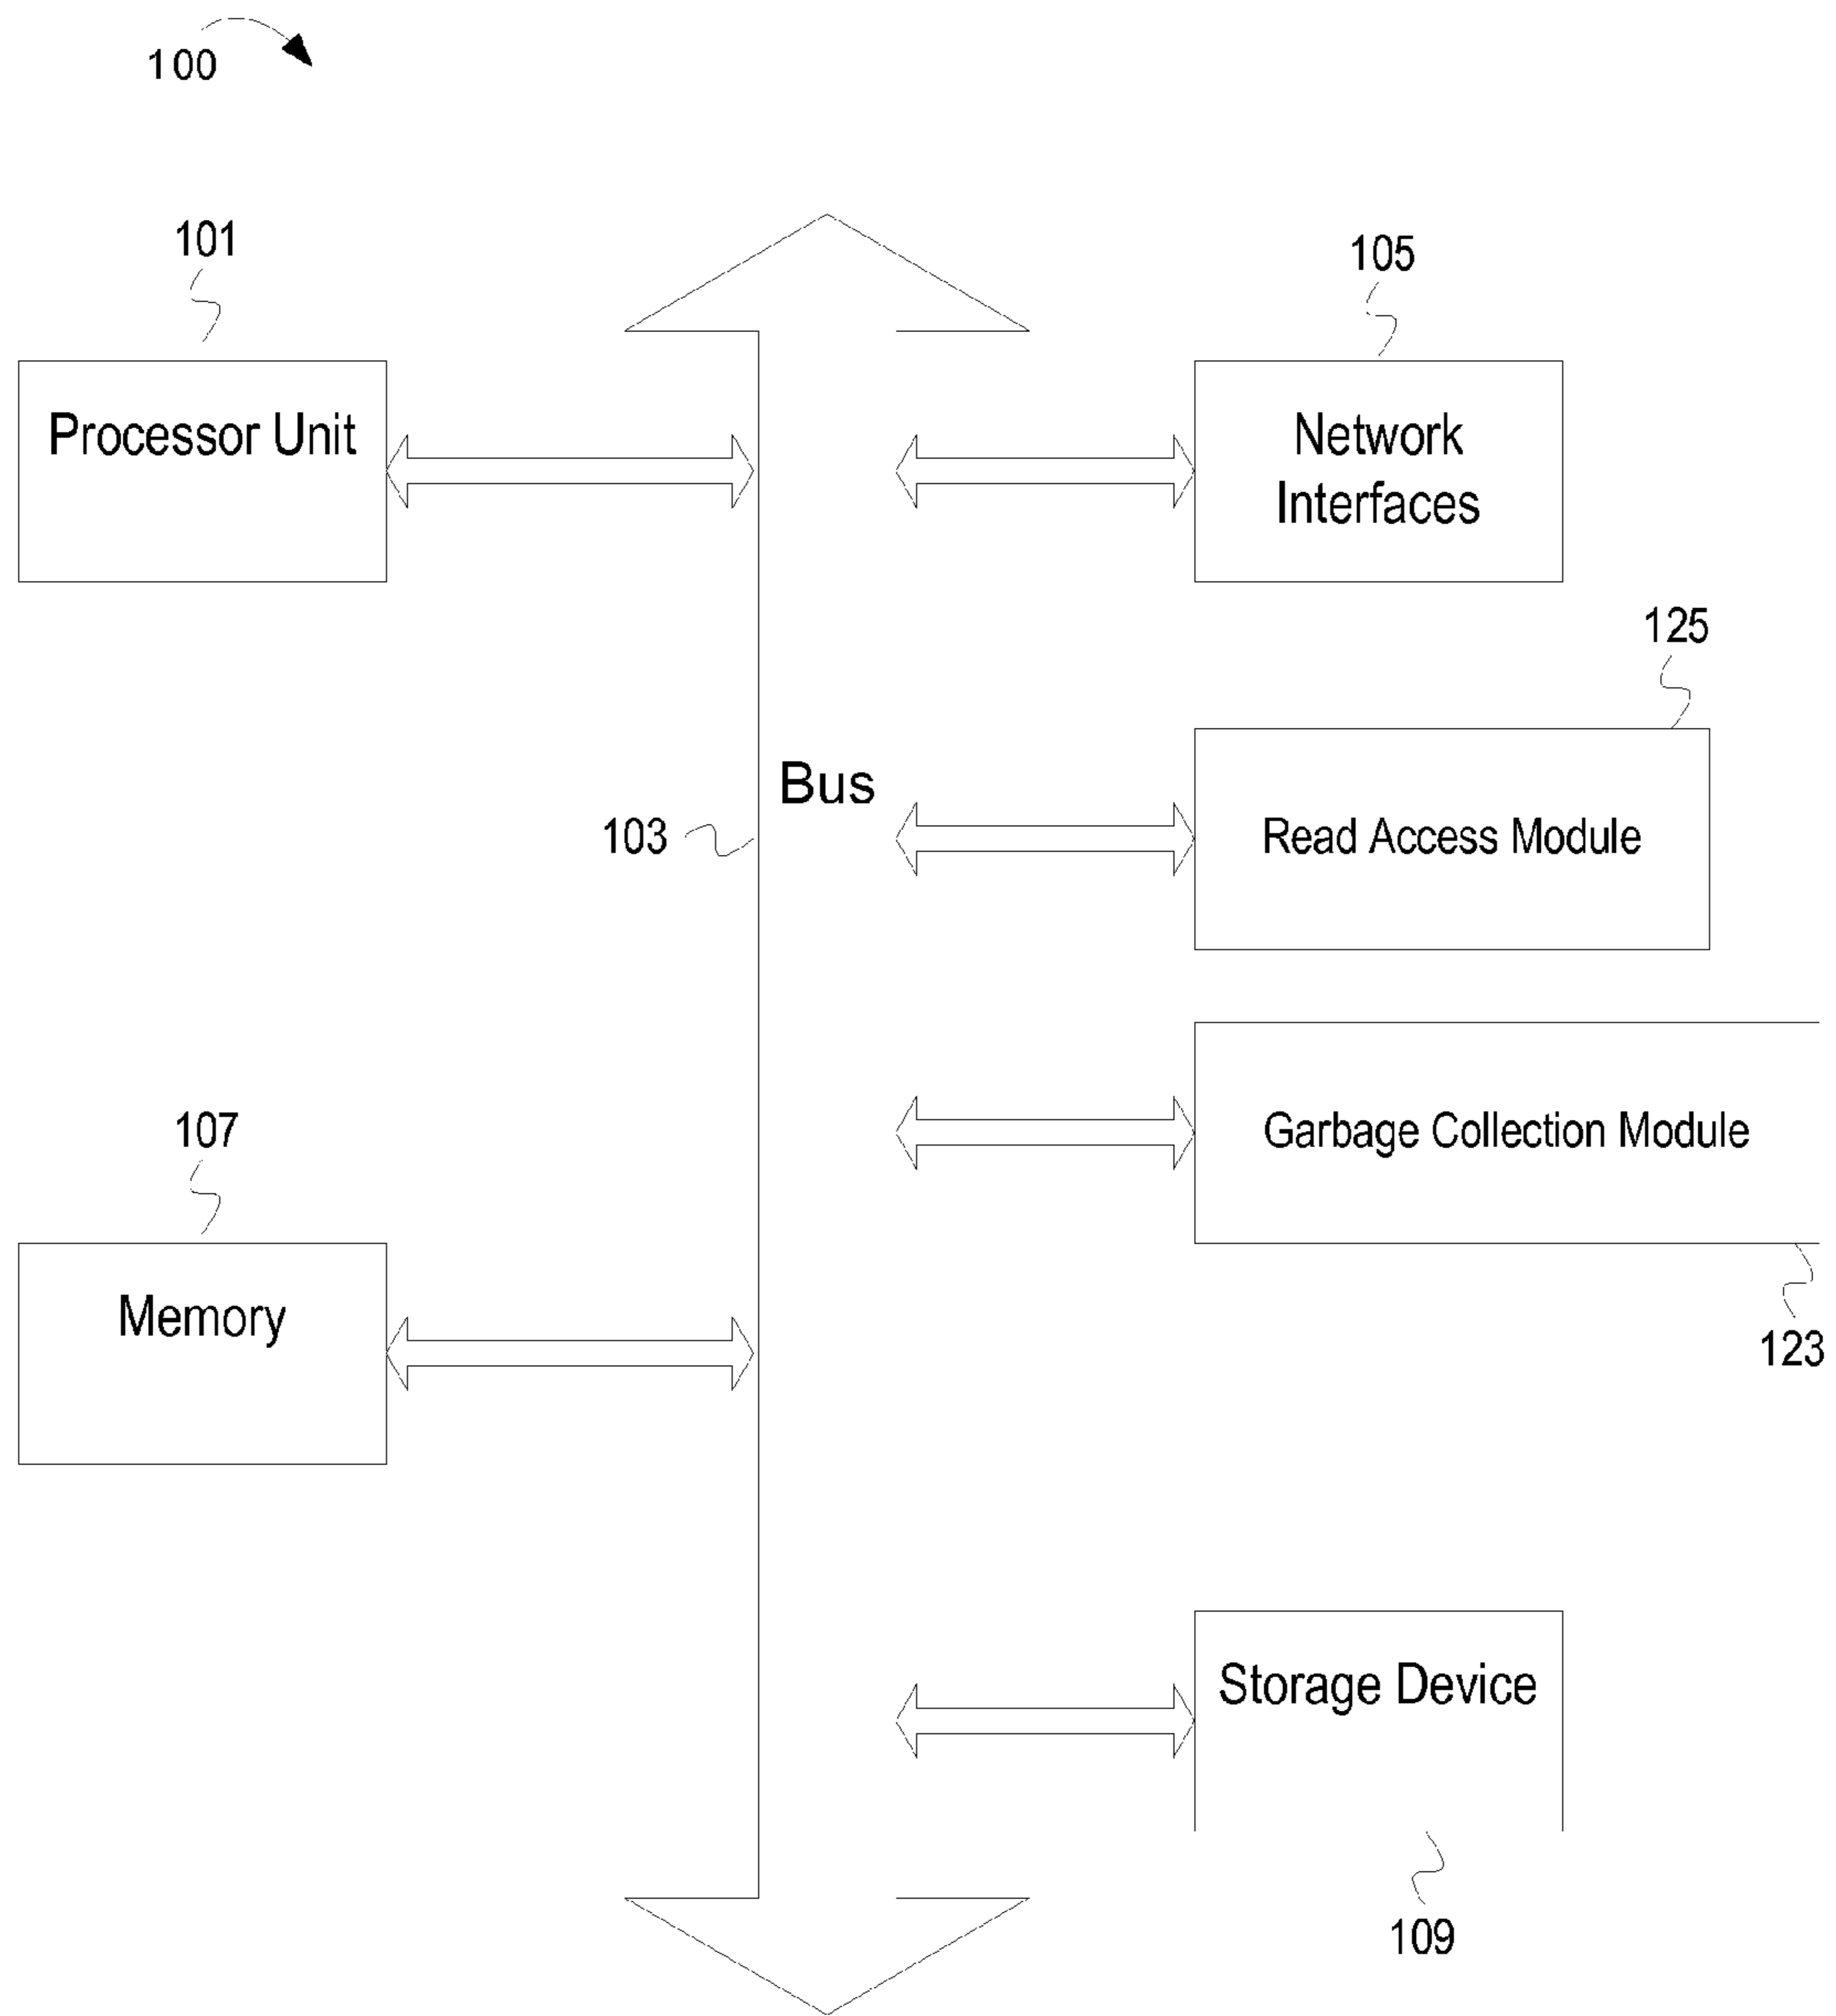 100
101
Processor Unit
105
Network
Interfaces
125
Bus
103
Read Access Module
107
Garbage Collection Module
Memory
123
Storage Device
109